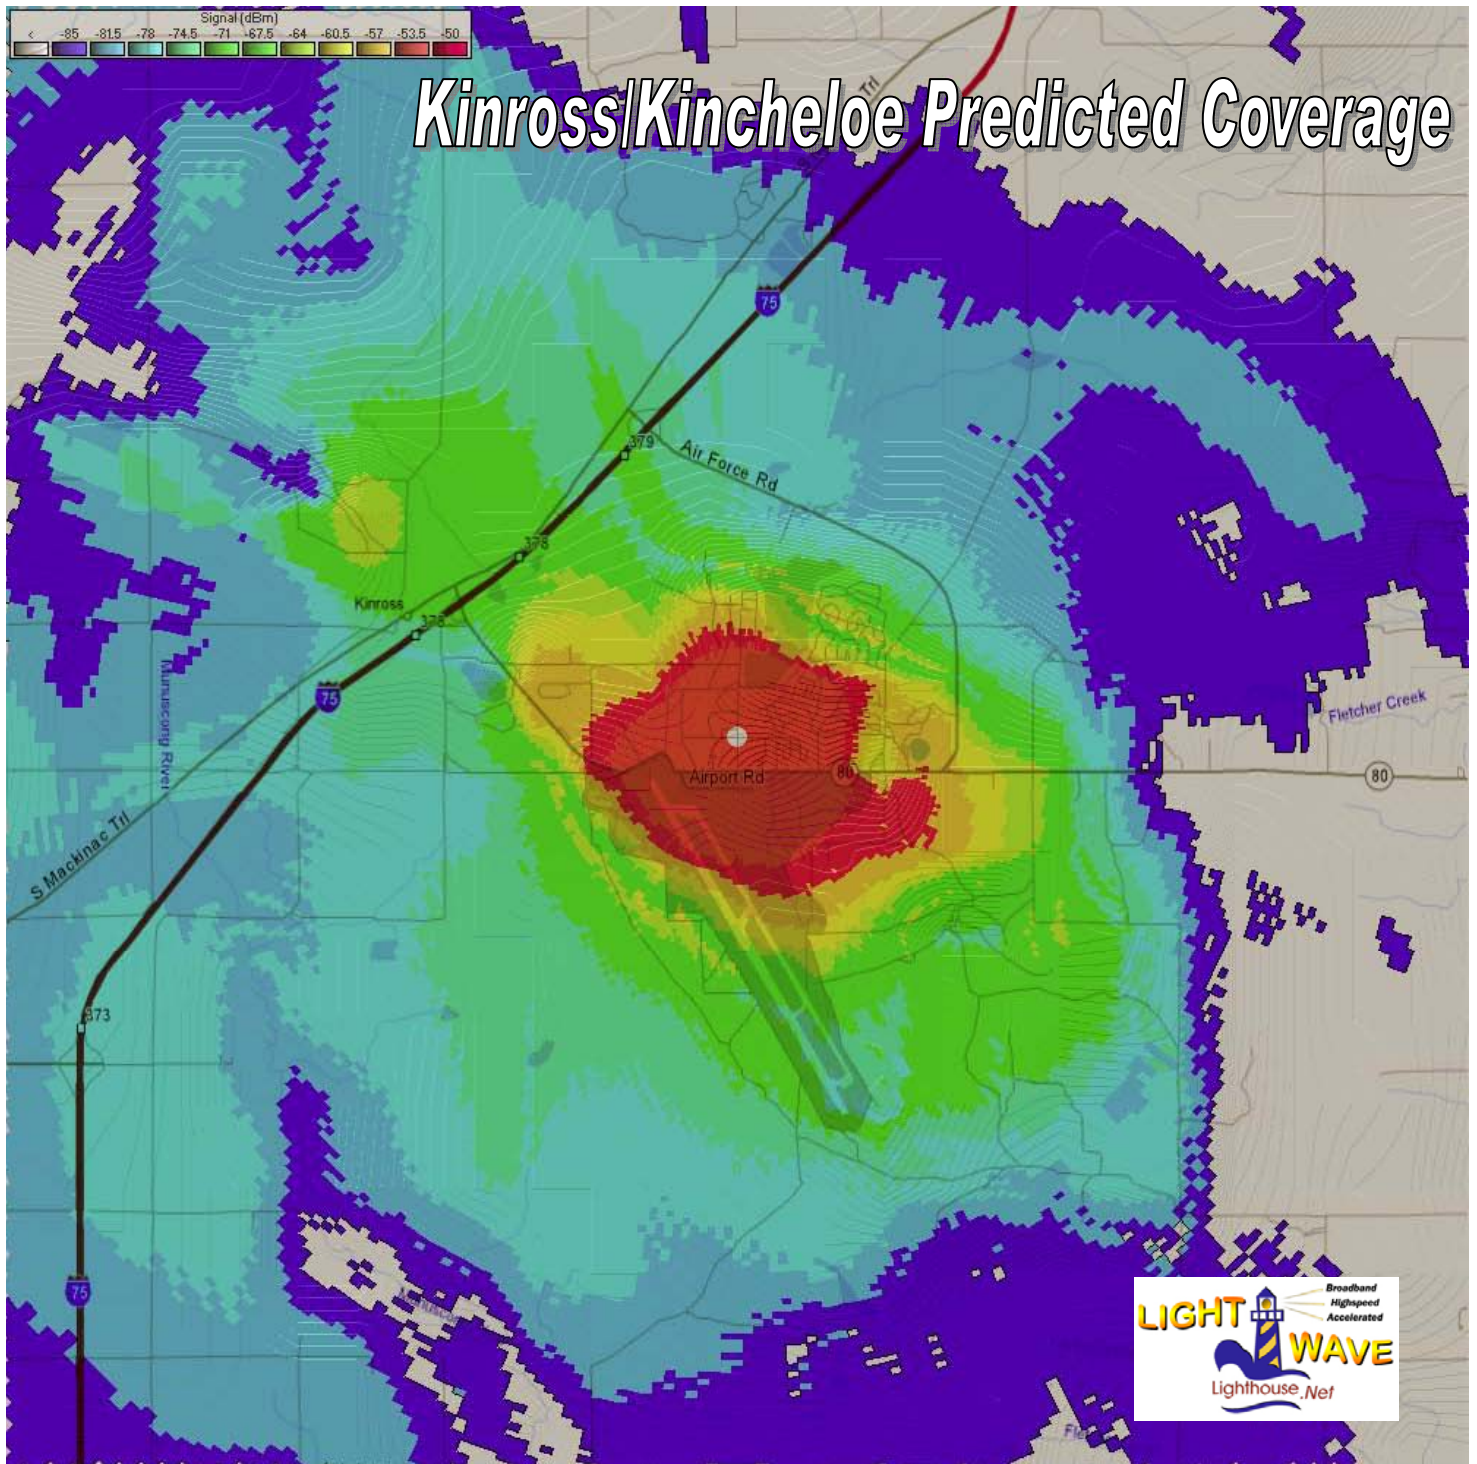 Signal (dBm)
< -85 -81.5 -78 -74.5 -71 -67.5 -64 -60.5 -57 -53.5 -50
Kinross/Kincheloe Predicted Coverage
Trl
75
379
Air Force Rd
378
Kinross
378
75
Munuscong River
Fletcher Creek
Airport Rd
80
80
S Mackinac Trl
373
75
Broadband
Highspeed
Accelerated
LIGHT
WAVE
Lighthouse.Net